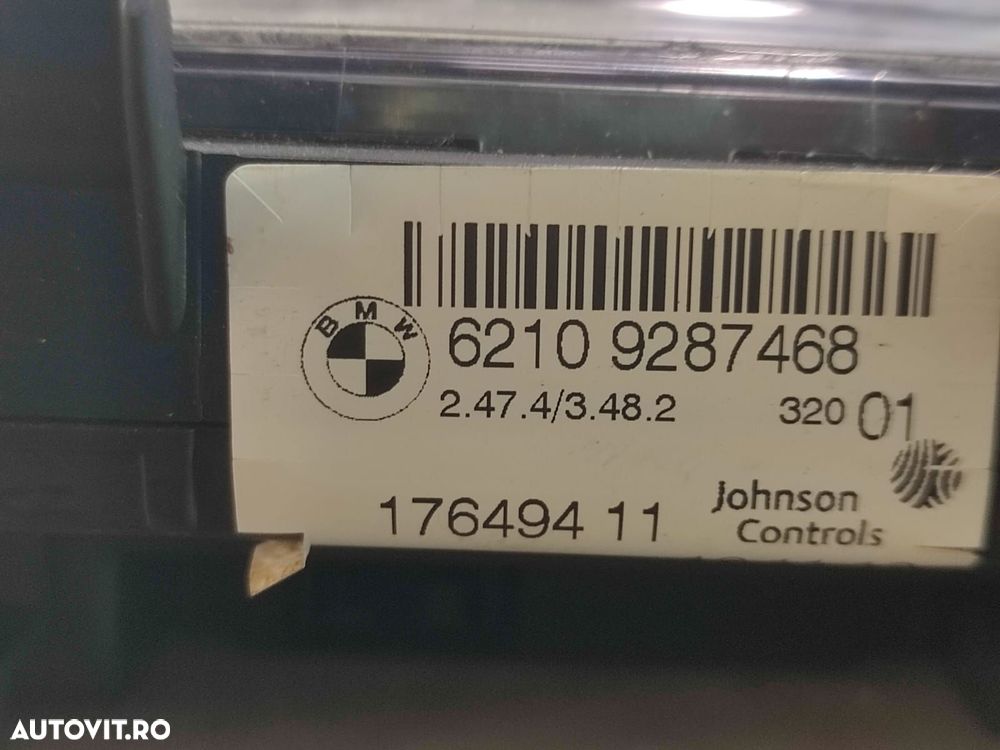 BMW
6210 9287468
2.47.4/3.48.2 320 01
176494 11
Johnson
Controls
AUTOVIT.RO